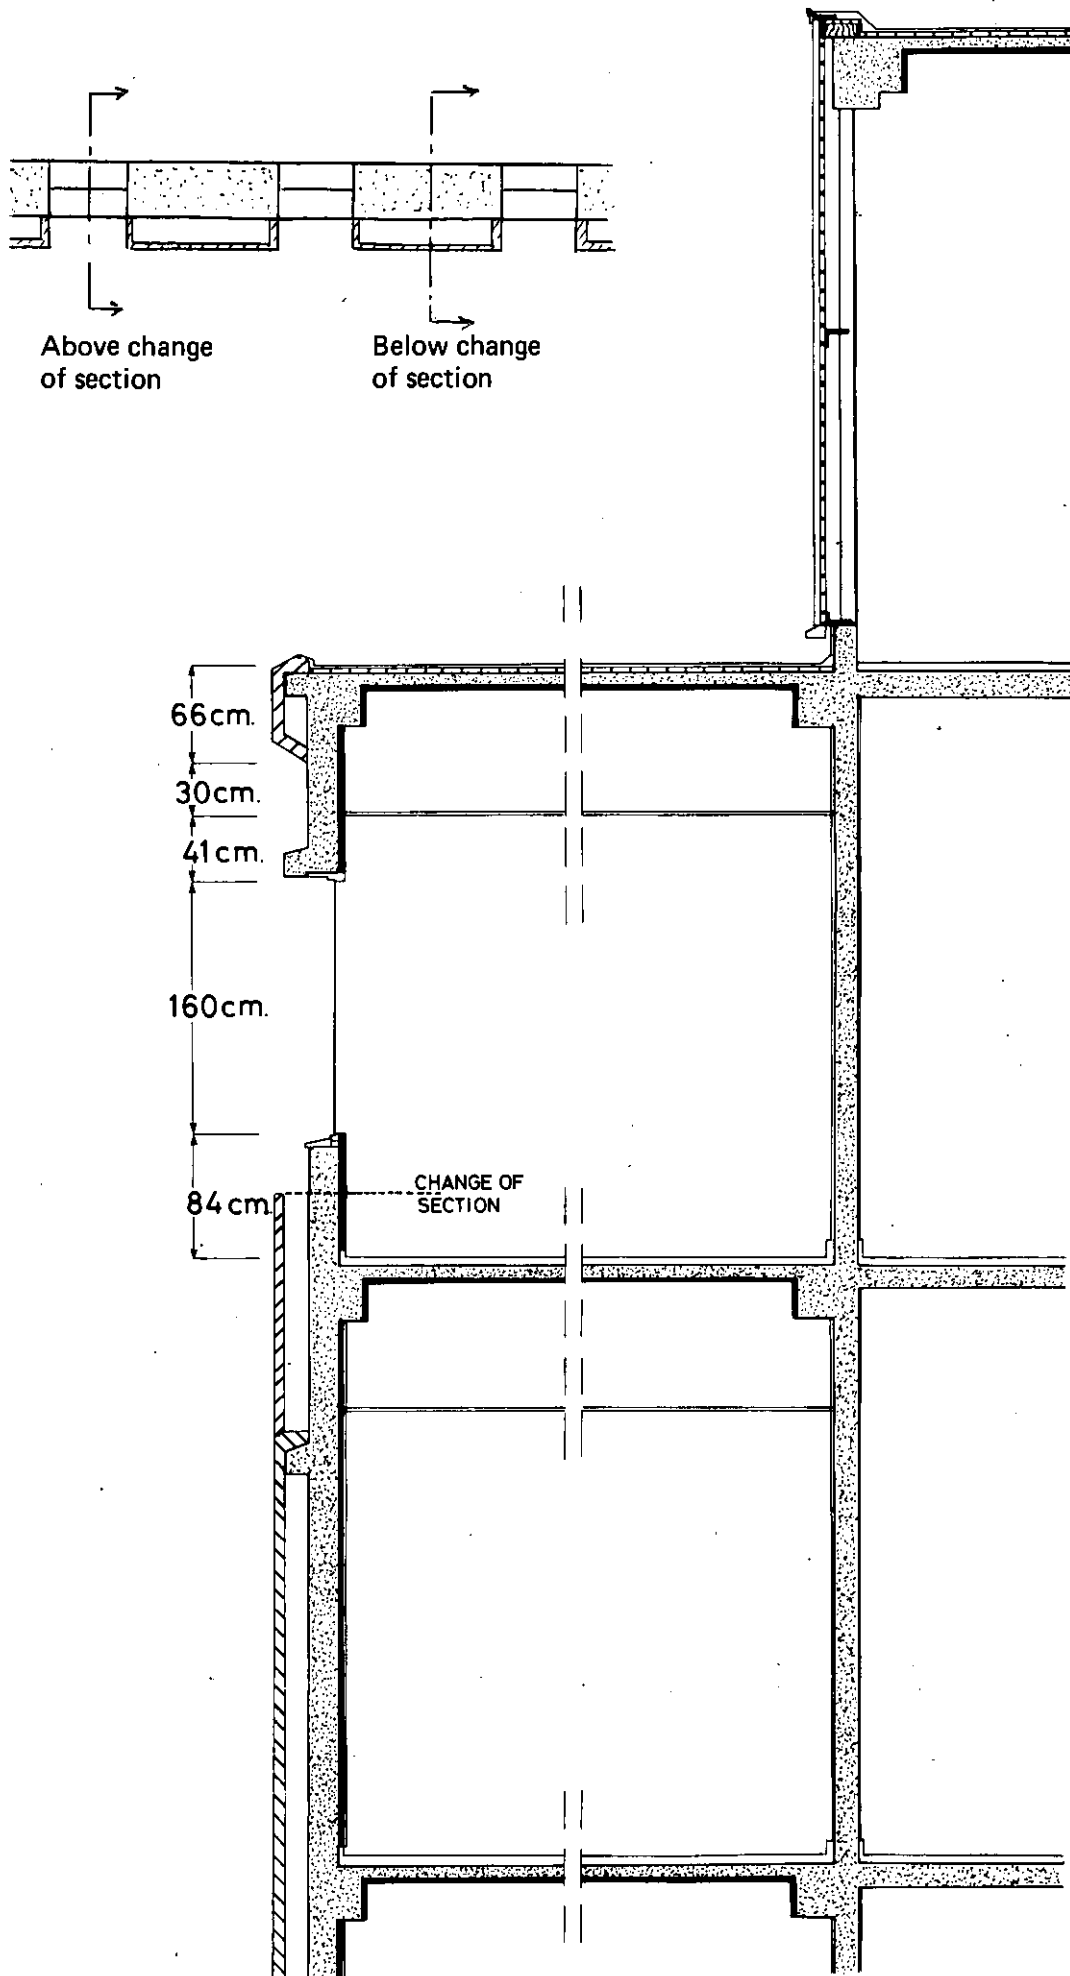 Above change
of section
Below change
of section
66cm.
30cm.
41cm.
160cm.
84cm.
CHANGE OF
SECTION